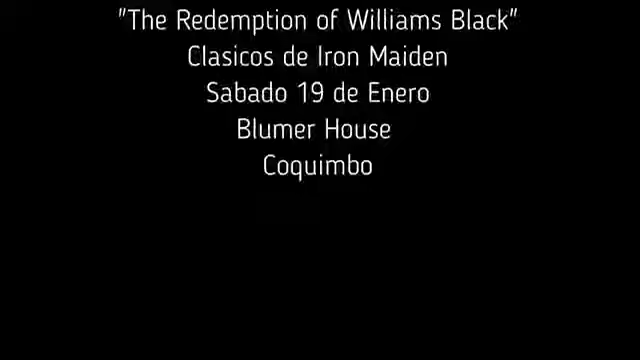 "The Redemption of Williams Black"
Clasicos de Iron Maiden
Sabado 19 de Enero
Blumer House
Coquimbo